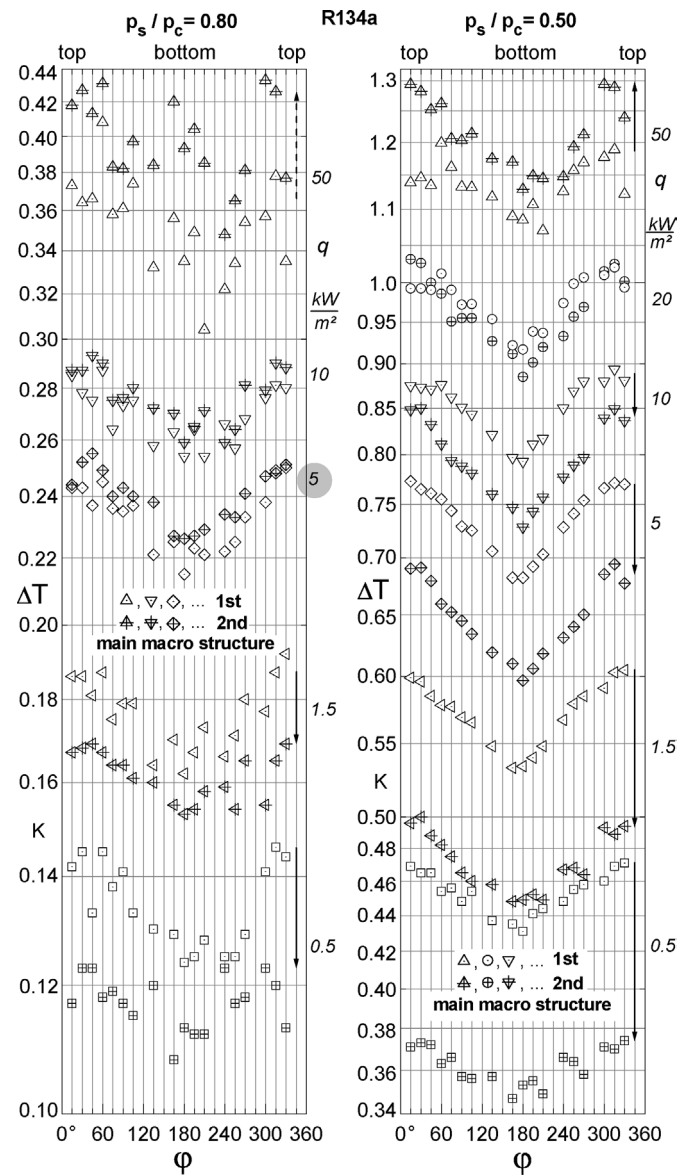 p_s / p_c = 0.80 R134a p_s / p_c = 0.50
top bottom top top bottom top
0.44
0.42
0.40
0.38
0.36
0.34
0.32
0.30
0.28
0.26
0.24
0.22
ΔT
0.20
0.18
0.16
K
0.14
0.12
0.10
50
q
kW
m²
10
5
1.5
0.5
△ , ▽ , ◇ , ... 1st
, , , ... 2nd
main macro structure
0° 60 120 180 240 300 360
φ
1.3
1.2
1.1
1.0
0.95
0.90
0.85
0.80
0.75
0.70
ΔT
0.65
0.60
0.55
K
0.50
0.48
0.46
0.44
0.42
0.40
0.38
0.36
0.34
50
q
kW
m²
20
10
5
1.5
0.5
△ , ○ , ▽ , ... 1st
, ⊕ , , ... 2nd
main macro structure
0° 60 120 180 240 300 360
φ